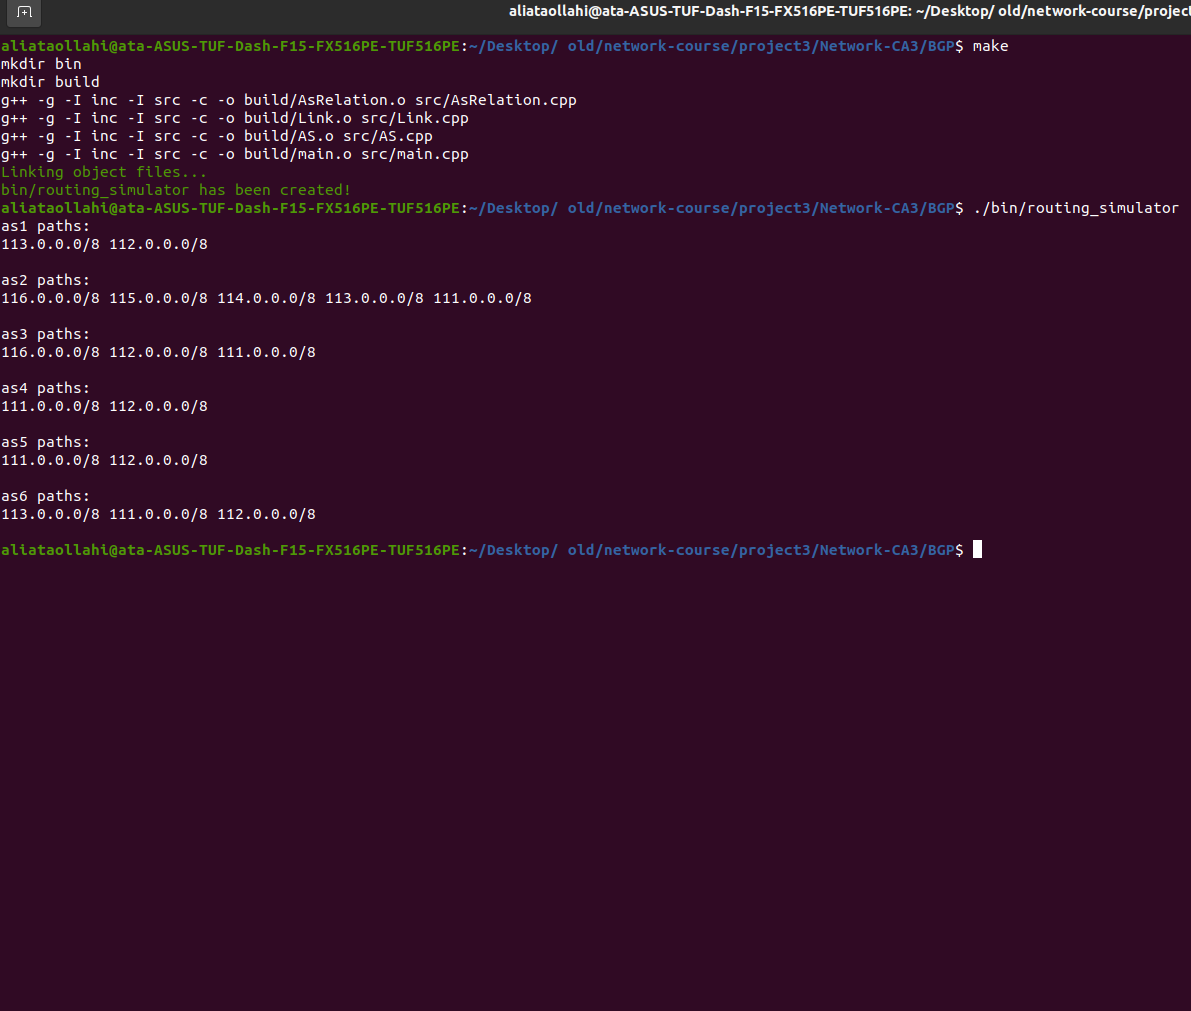 aliataollahi@ata-ASUS-TUF-Dash-F15-FX516PE-TUF516PE: ~/Desktop/ old/network-course/project
aliataollahi@ata-ASUS-TUF-Dash-F15-FX516PE-TUF516PE:~/Desktop/ old/network-course/project3/Network-CA3/BGP$ make
mkdir bin
mkdir build
g++ -g -I inc -I src -c -o build/AsRelation.o src/AsRelation.cpp
g++ -g -I inc -I src -c -o build/Link.o src/Link.cpp
g++ -g -I inc -I src -c -o build/AS.o src/AS.cpp
g++ -g -I inc -I src -c -o build/main.o src/main.cpp
Linking object files...
bin/routing_simulator has been created!
aliataollahi@ata-ASUS-TUF-Dash-F15-FX516PE-TUF516PE:~/Desktop/ old/network-course/project3/Network-CA3/BGP$ ./bin/routing_simulator
as1 paths:
113.0.0.0/8 112.0.0.0/8
as2 paths:
116.0.0.0/8 115.0.0.0/8 114.0.0.0/8 113.0.0.0/8 111.0.0.0/8
as3 paths:
116.0.0.0/8 112.0.0.0/8 111.0.0.0/8
as4 paths:
111.0.0.0/8 112.0.0.0/8
as5 paths:
111.0.0.0/8 112.0.0.0/8
as6 paths:
113.0.0.0/8 111.0.0.0/8 112.0.0.0/8
aliataollahi@ata-ASUS-TUF-Dash-F15-FX516PE-TUF516PE:~/Desktop/ old/network-course/project3/Network-CA3/BGP$